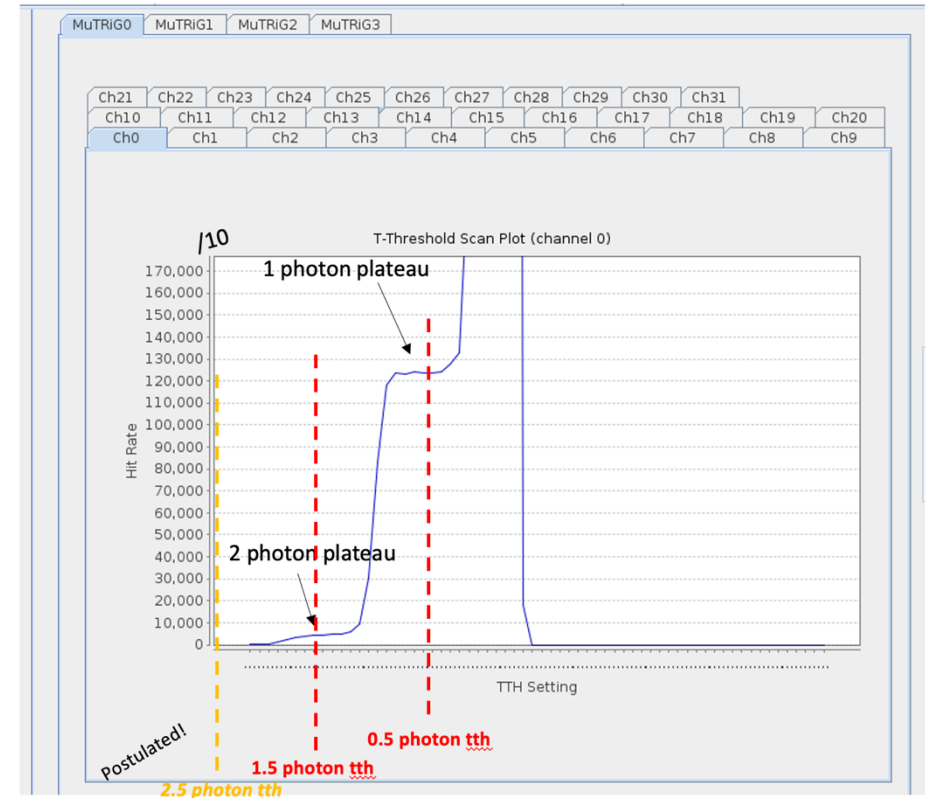 MuTRiG0 MuTRiG1 MuTRiG2 MuTRiG3
Ch21 Ch22 Ch23 Ch24 Ch25 Ch26 Ch27 Ch28 Ch29 Ch30 Ch31
Ch10 Ch11 Ch12 Ch13 Ch14 Ch15 Ch16 Ch17 Ch18 Ch19 Ch20
Ch0 Ch1 Ch2 Ch3 Ch4 Ch5 Ch6 Ch7 Ch8 Ch9
/10
T-Threshold Scan Plot (channel 0)
1 photon plateau
170,000
160,000
150,000
140,000
130,000
120,000
110,000
100,000
90,000
80,000
70,000
60,000
50,000
40,000
30,000
20,000
10,000
0
Hit Rate
2 photon plateau
TTH Setting
0.5 photon tth
Postulated!
1.5 photon tth
2.5 photon tth